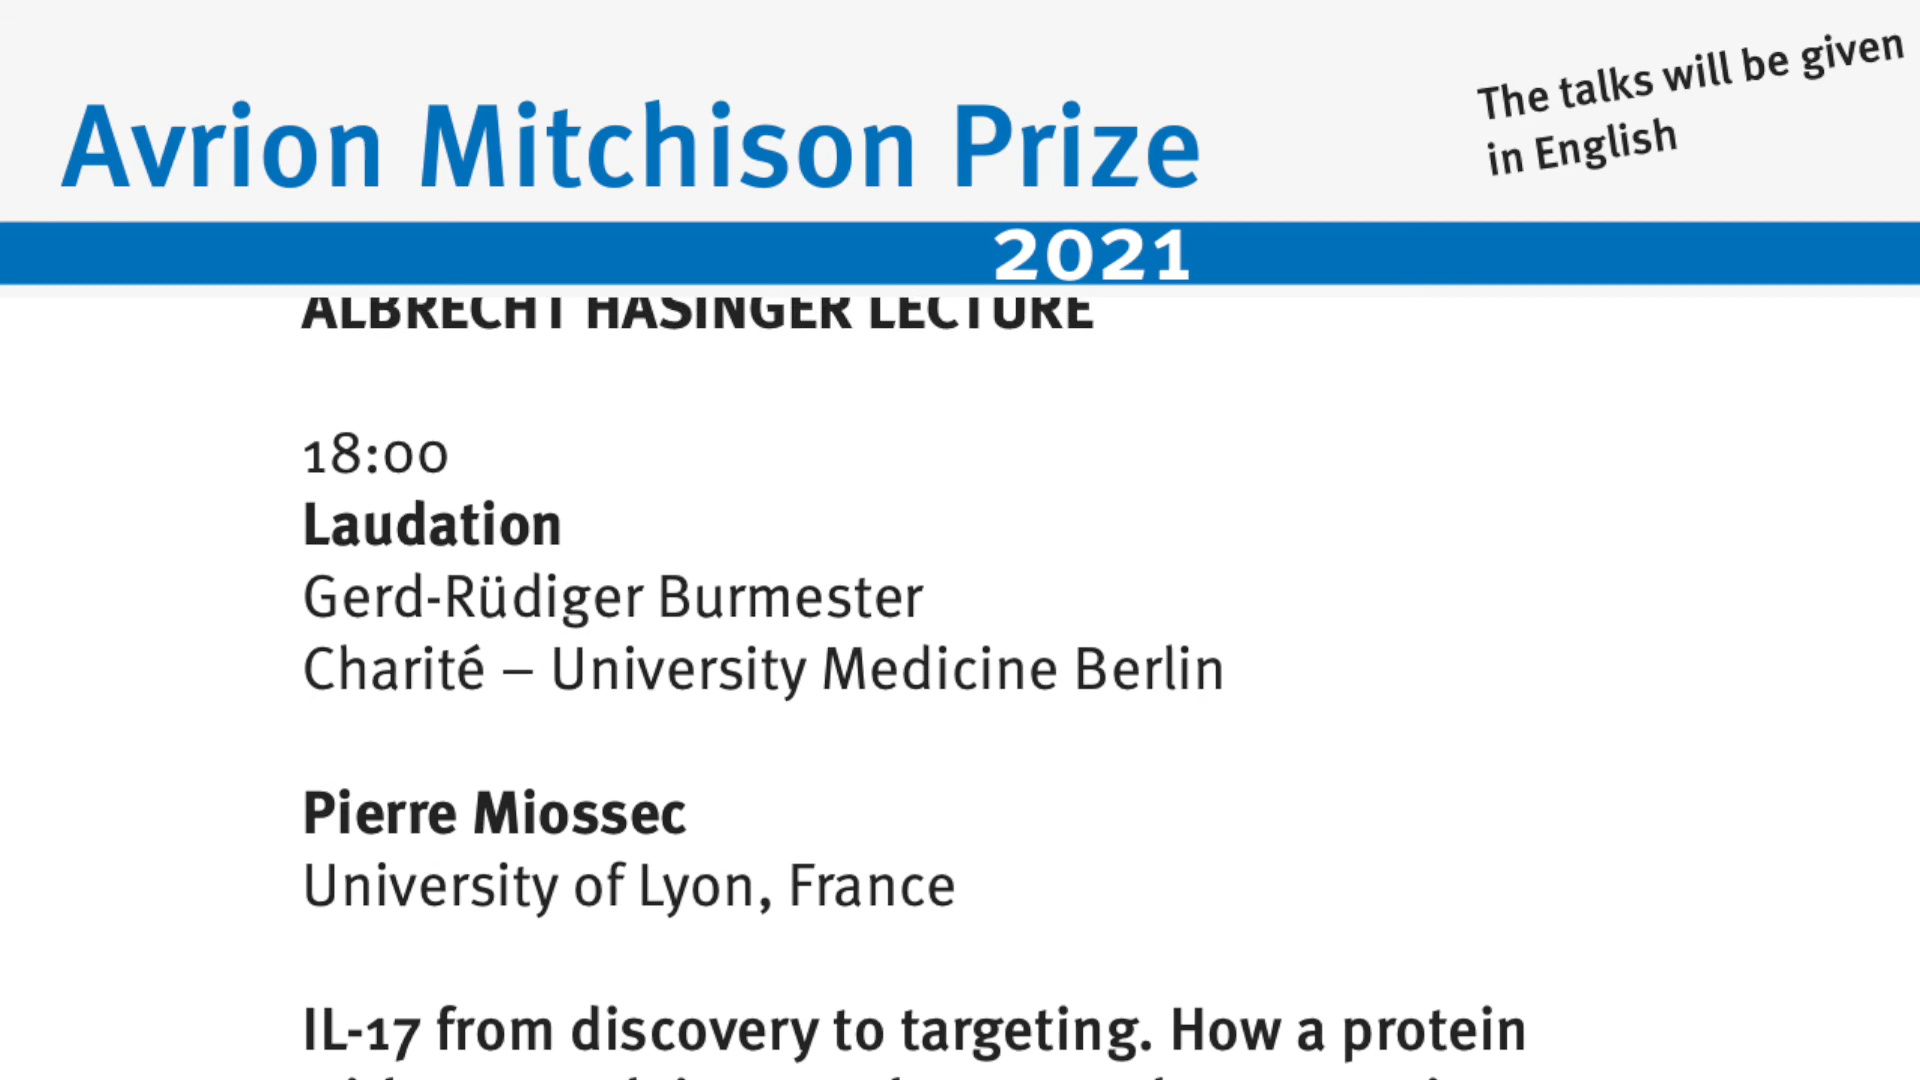 Avrion Mitchison Prize
The talks will be given
in English
2021
ALBRECHT HASINGER LECTURE
18:00
Laudation
Gerd-Rüdiger Burmester
Charité – University Medicine Berlin
Pierre Miossec
University of Lyon, France
IL-17 from discovery to targeting. How a protein